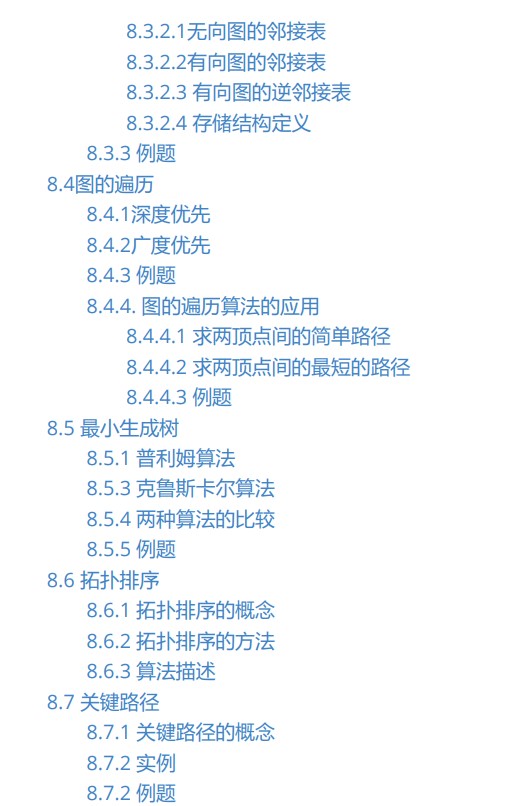 8.3.2.1无向图的邻接表
8.3.2.2有向图的邻接表
8.3.2.3 有向图的逆邻接表
8.3.2.4 存储结构定义
8.3.3 例题
8.4图的遍历
8.4.1深度优先
8.4.2广度优先
8.4.3 例题
8.4.4. 图的遍历算法的应用
8.4.4.1 求两顶点间的简单路径
8.4.4.2 求两顶点间的最短的路径
8.4.4.3 例题
8.5 最小生成树
8.5.1 普利姆算法
8.5.3 克鲁斯卡尔算法
8.5.4 两种算法的比较
8.5.5 例题
8.6 拓扑排序
8.6.1 拓扑排序的概念
8.6.2 拓扑排序的方法
8.6.3 算法描述
8.7 关键路径
8.7.1 关键路径的概念
8.7.2 实例
8.7.2 例题